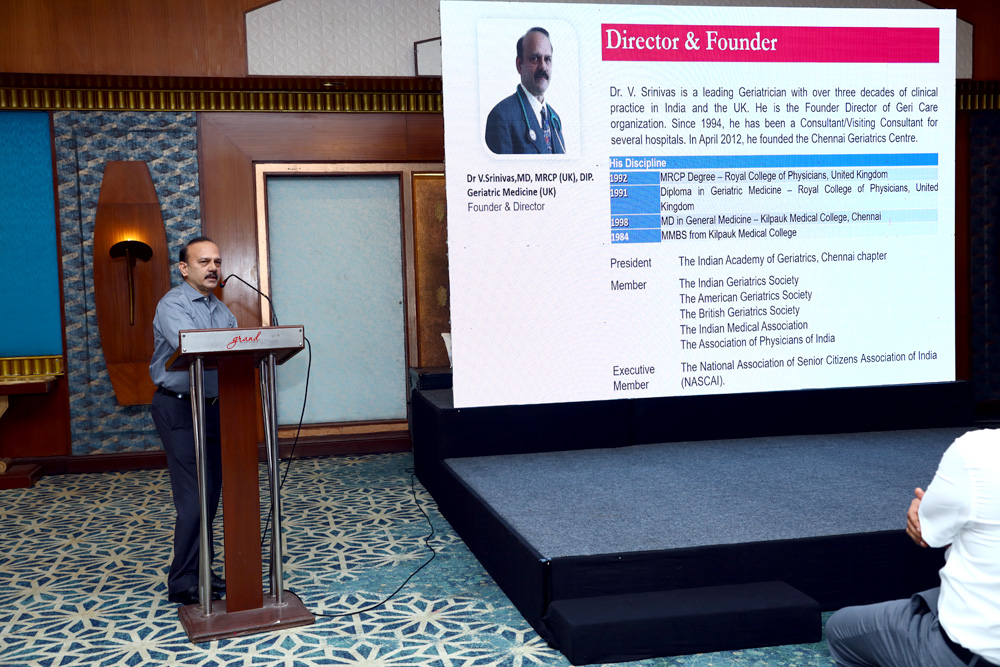 Director & Founder
Dr. V. Srinivas is a leading Geriatrician with over three decades of clinical
practice in India and the UK. He is the Founder Director of Geri Care
organization. Since 1994, he has been a Consultant/Visiting Consultant for
several hospitals. In April 2012, he founded the Chennai Geriatrics Centre.
Dr V.Srinivas,MD, MRCP (UK), DIP.
Geriatric Medicine (UK)
Founder & Director
His Discipline
1992 MRCP Degree – Royal College of Physicians, United Kingdom
1991 Diploma in Geriatric Medicine – Royal College of Physicians, United
Kingdom
1998 MD in General Medicine – Kilpauk Medical College, Chennai
1984 MMBS from Kilpauk Medical College
President The Indian Academy of Geriatrics, Chennai chapter
Member The Indian Geriatrics Society
The American Geriatrics Society
The British Geriatrics Society
The Indian Medical Association
The Association of Physicians of India
Executive The National Association of Senior Citizens Association of India
Member (NASCAI).
grand